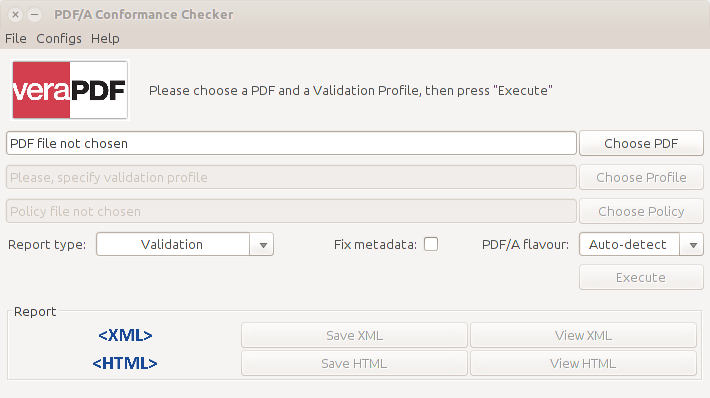 PDF/A Conformance Checker
File Configs Help
veraPDF Please choose a PDF and a Validation Profile, then press "Execute"
PDF file not chosen Choose PDF
Please, specify validation profile Choose Profile
Policy file not chosen Choose Policy
Report type: Validation Fix metadata: PDF/A flavour: Auto-detect
Execute
Report
<XML> Save XML View XML
<HTML> Save HTML View HTML